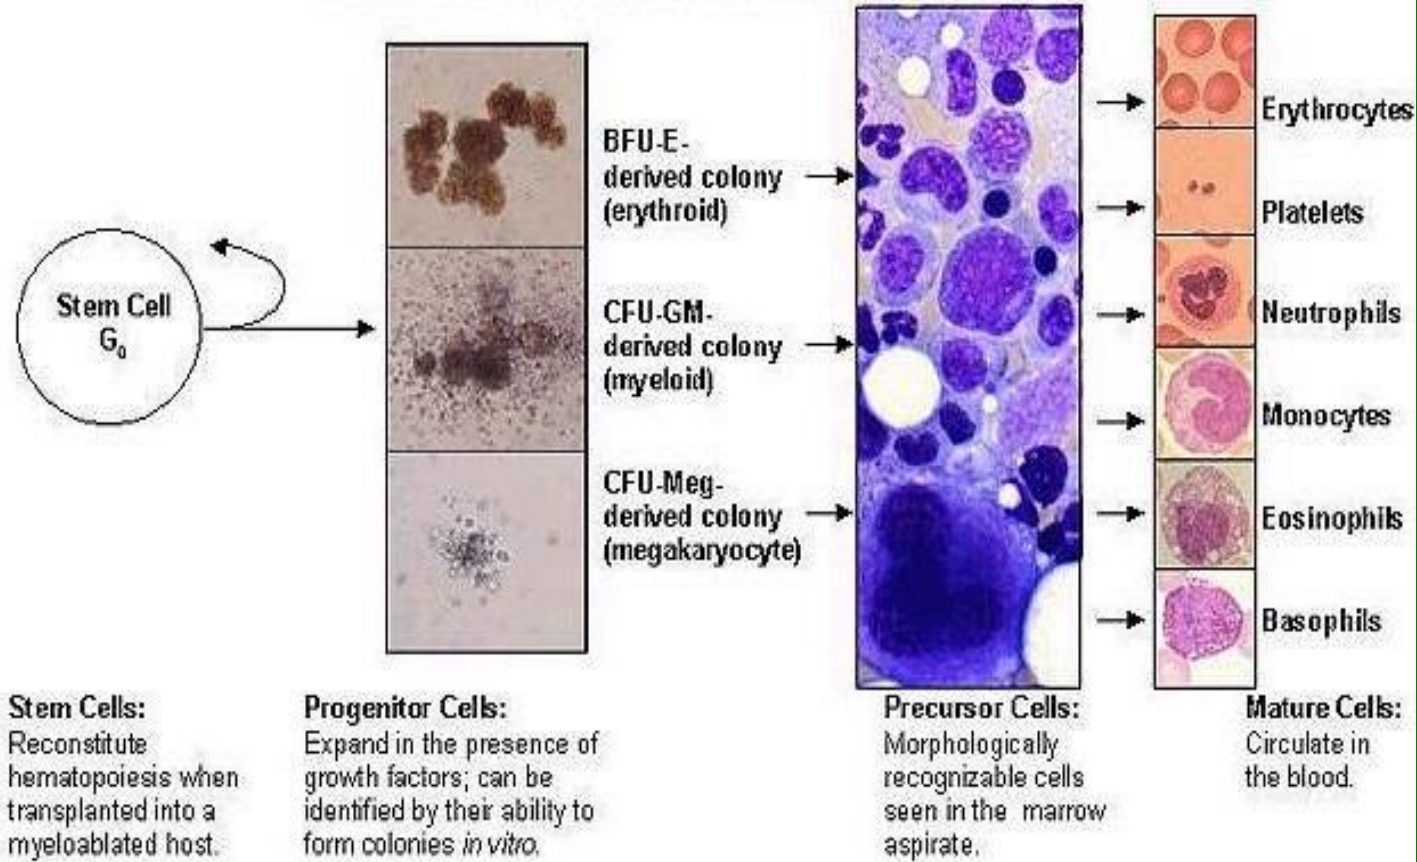 Stem Cell
G0
BFU-E-
derived colony
(erythroid)
CFU-GM-
derived colony
(myeloid)
CFU-Meg-
derived colony
(megakaryocyte)
Erythrocytes
Platelets
Neutrophils
Monocytes
Eosinophils
Basophils
Stem Cells:
Reconstitute
hematopoiesis when
transplanted into a
myeloablated host.
Progenitor Cells:
Expand in the presence of
growth factors; can be
identified by their ability to
form colonies in vitro.
Precursor Cells:
Morphologically
recognizable cells
seen in the marrow
aspirate.
Mature Cells:
Circulate in
the blood.